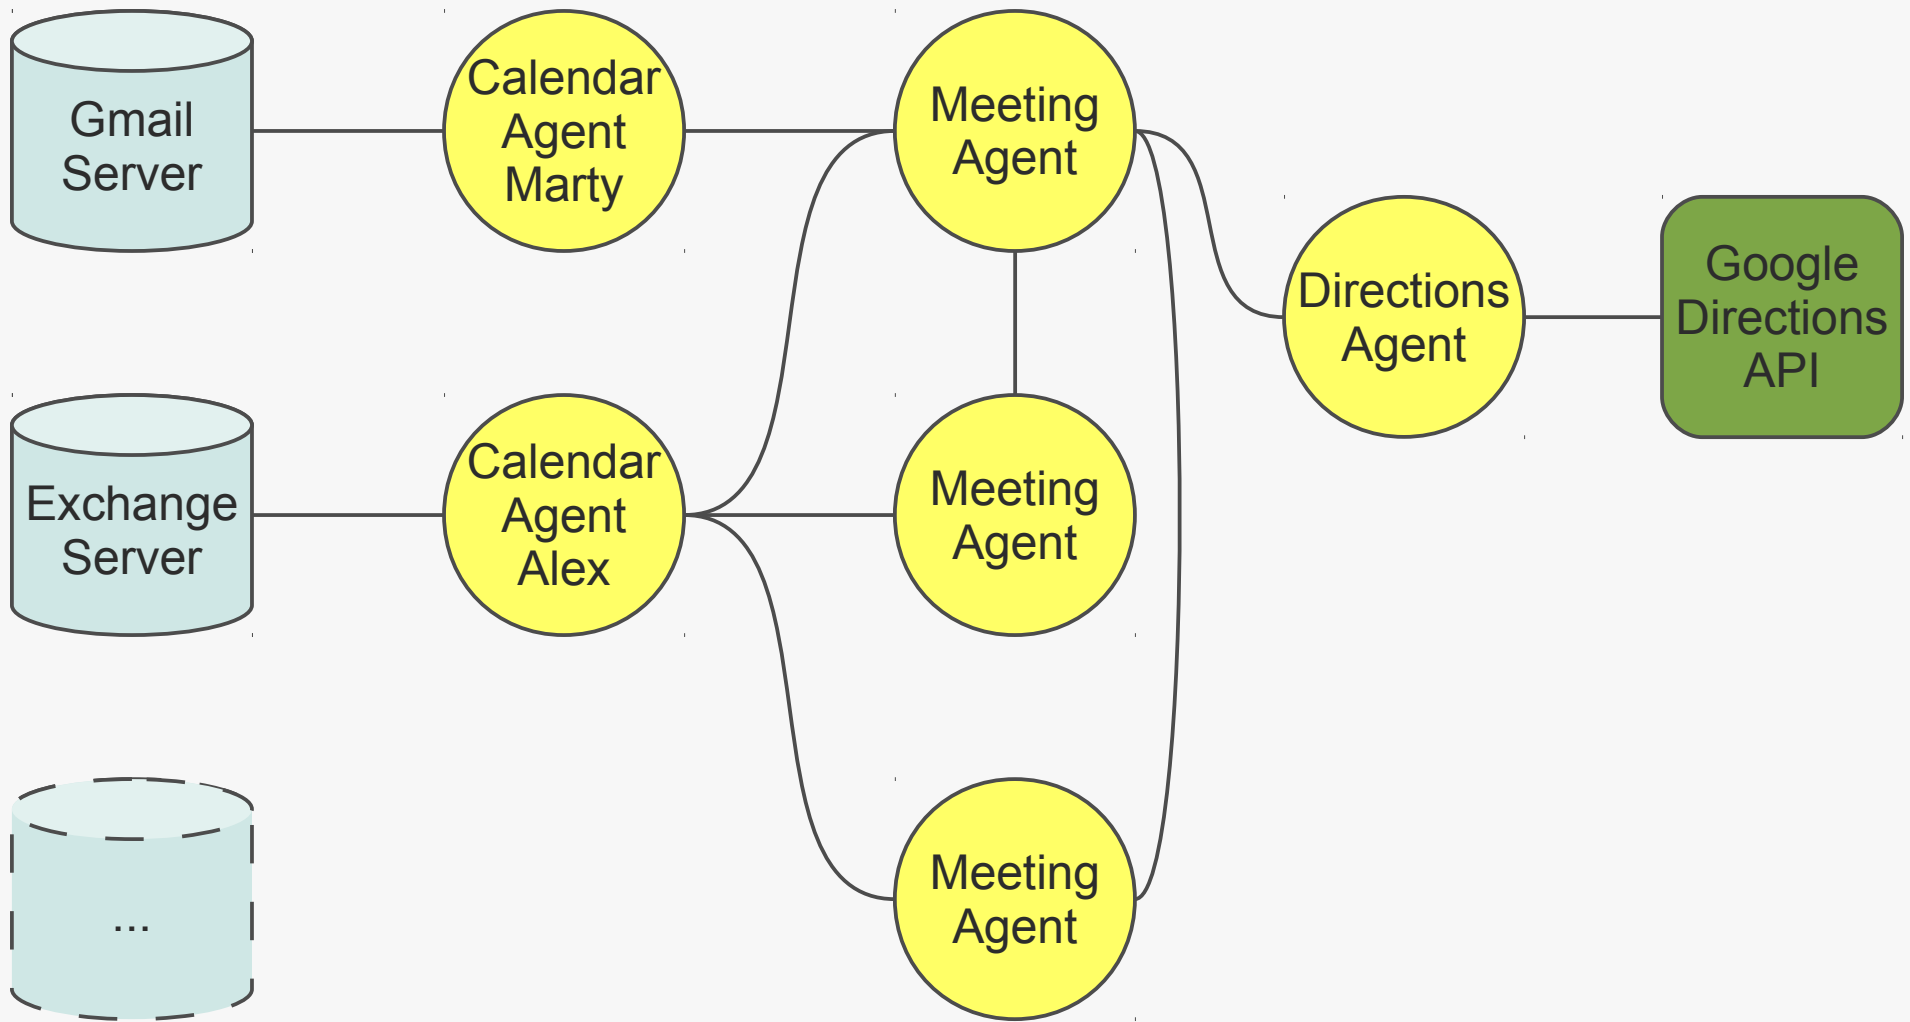 Gmail
Server
Calendar
Agent
Marty
Meeting
Agent
Directions
Agent
Google
Directions
API
Exchange
Server
Calendar
Agent
Alex
Meeting
Agent
...
Meeting
Agent